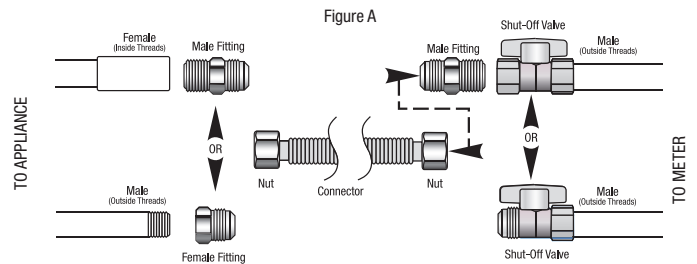 Figure A
Female
(Inside Threads)
Male Fitting
Male Fitting
Shut-Off Valve
Male
(Outside Threads)
TO APPLIANCE
OR
Nut
Connector
Nut
OR
TO METER
Male
(Outside Threads)
Female Fitting
Male
(Outside Threads)
Shut-Off Valve